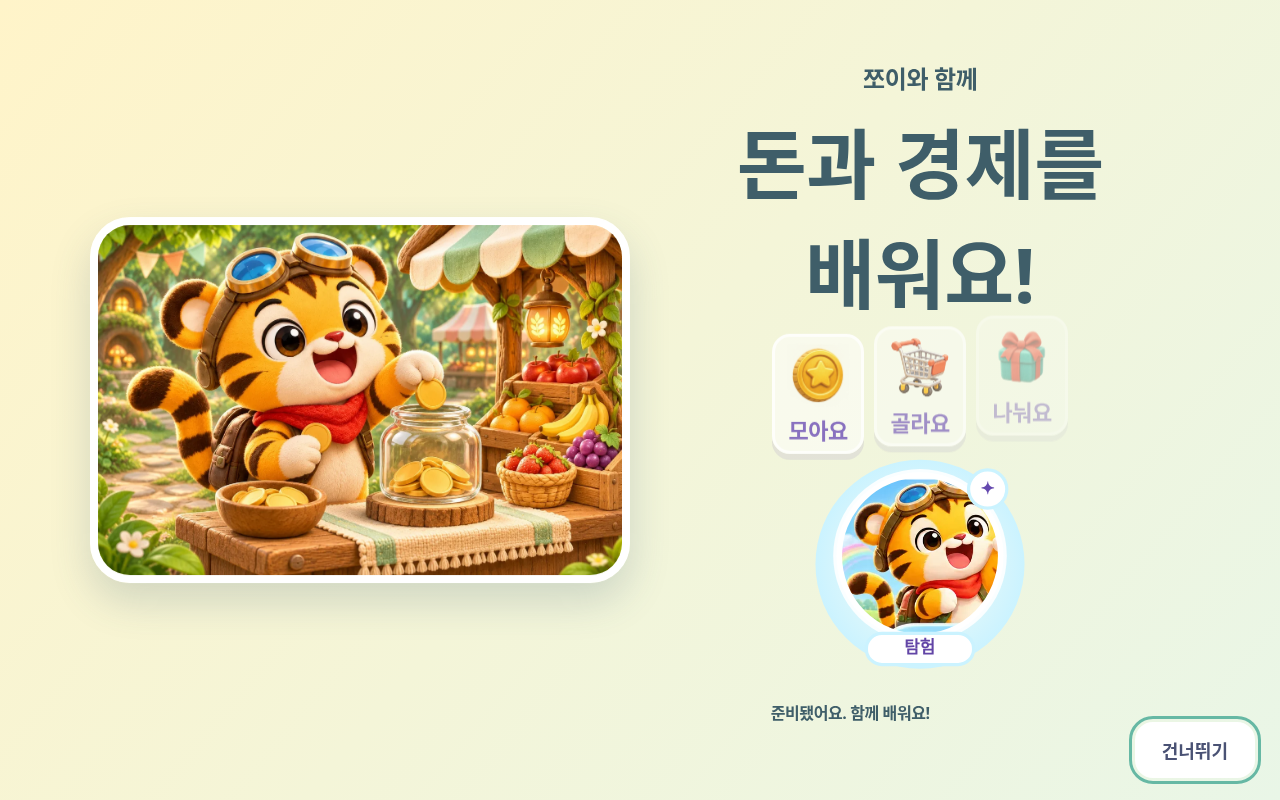 쪼이와 함께
돈과 경제를
배워요!
모아요
골라요
나눠요
탐험
준비됐어요. 함께 배워요!
건너뛰기